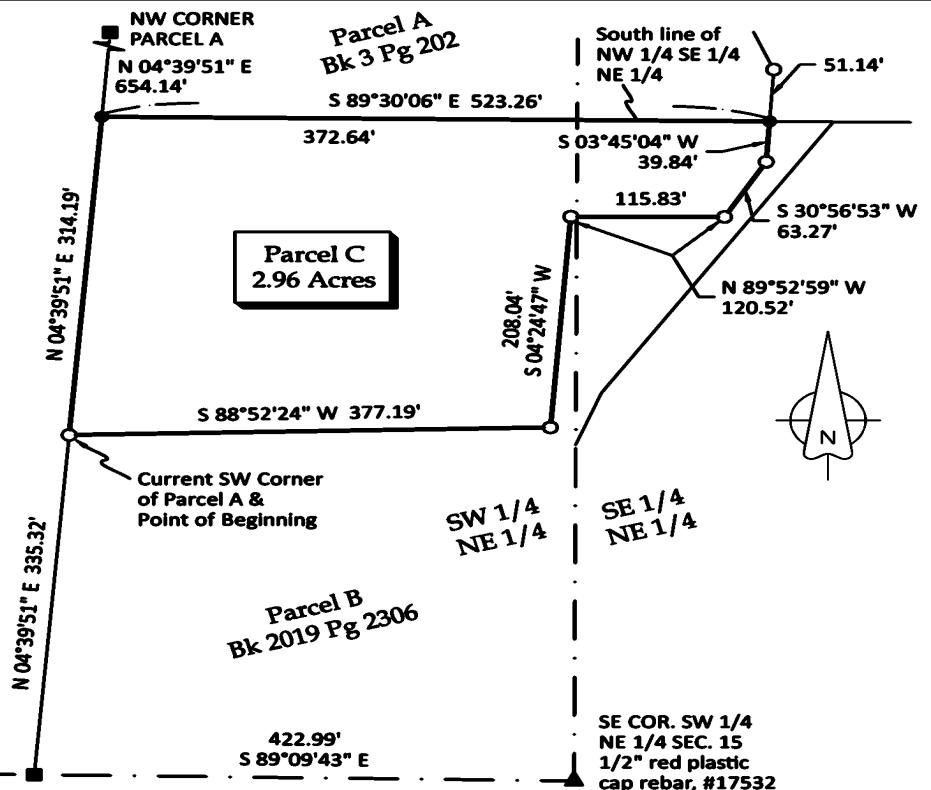 NW CORNER
PARCEL A
N 04°39'51" E
654.14'
Parcel A
Bk 3 Pg 202
South line of
NW 1/4 SE 1/4
NE 1/4
51.14'
S 89°30'06" E 523.26'
372.64'
S 03°45'04" W
39.84'
115.83'
S 30°56'53" W
63.27'
N 04°39'51" E 314.19'
Parcel C
2.96 Acres
208.04'
S 04°24'47" W
N 89°52'59" W
120.52'
S 88°52'24" W 377.19'
N
Current SW Corner
of Parcel A &
Point of Beginning
SW 1/4
NE 1/4
SE 1/4
NE 1/4
N 04°39'51" E 335.32'
Parcel B
Bk 2019 Pg 2306
422.99'
S 89°09'43" E
SE COR. SW 1/4
NE 1/4 SEC. 15
1/2" red plastic
cap rebar, #17532